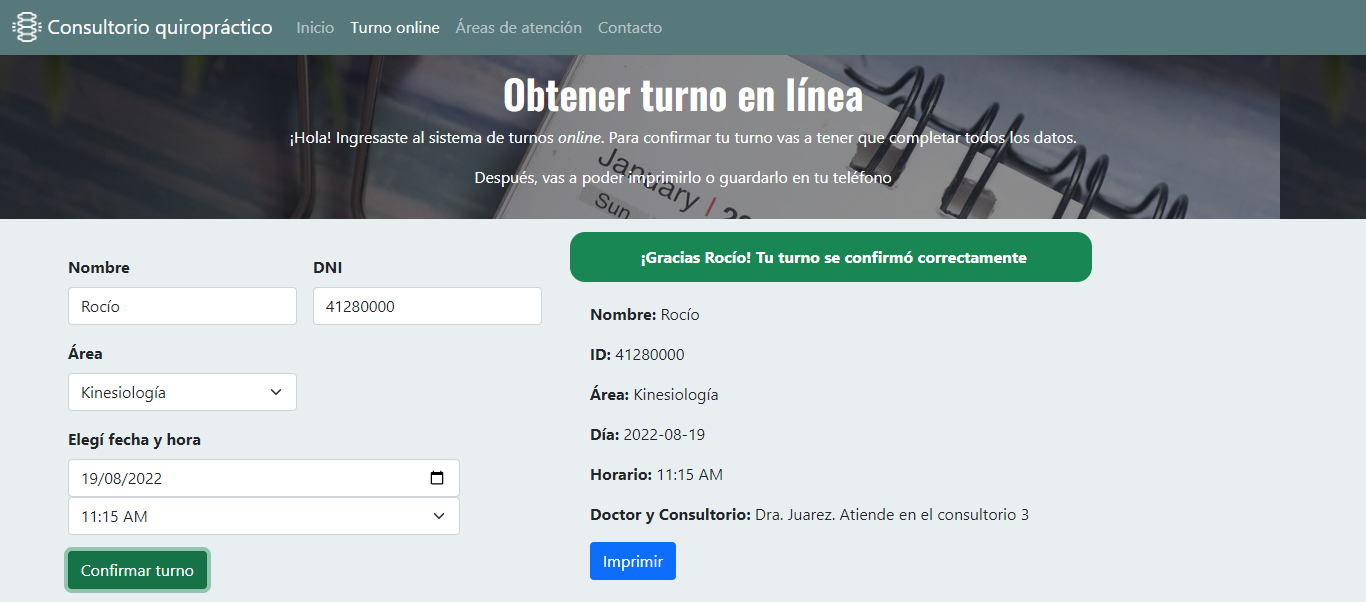 Consultorio quiropráctico Inicio Turno online Áreas de atención Contacto
Obtener turno en línea
¡Hola! Ingresaste al sistema de turnos online. Para confirmar tu turno vas a tener que completar todos los datos.
Después, vas a poder imprimirlo o guardarlo en tu teléfono
January
Sun
Nombre
Rocío
DNI
41280000
Área
Kinesiología
Elegí fecha y hora
19/08/2022
11:15 AM
Confirmar turno
¡Gracias Rocío! Tu turno se confirmó correctamente
Nombre: Rocío
ID: 41280000
Área: Kinesiología
Día: 2022-08-19
Horario: 11:15 AM
Doctor y Consultorio: Dra. Juarez. Atiende en el consultorio 3
Imprimir